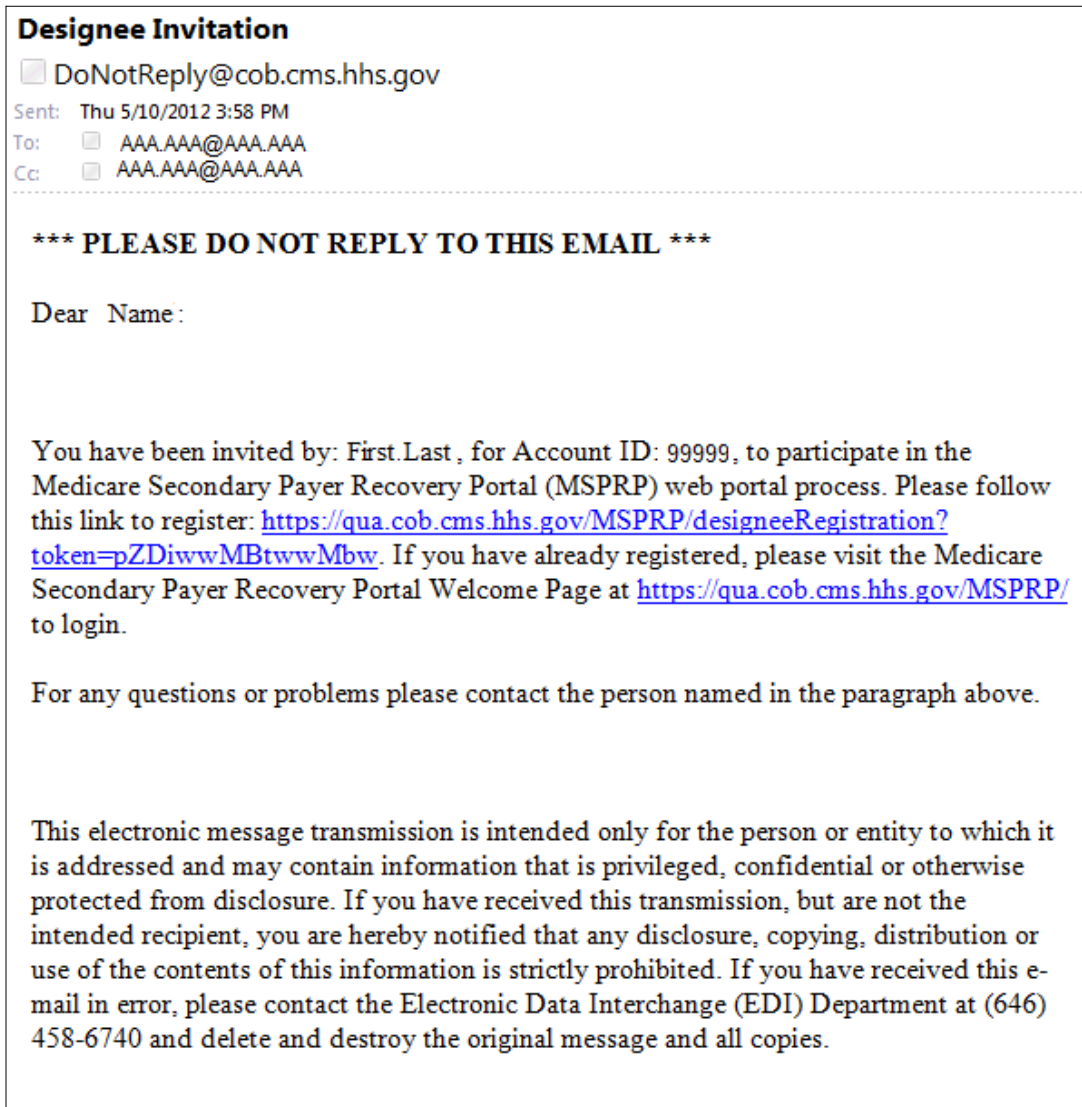 Designee Invitation
DoNotReply@cob.cms.hhs.gov
Sent: Thu 5/10/2012 3:58 PM
To: AAA.AAA@AAA.AAA
Cc: AAA.AAA@AAA.AAA
*** PLEASE DO NOT REPLY TO THIS EMAIL ***
Dear Name:
You have been invited by: First.Last, for Account ID: 99999, to participate in the
Medicare Secondary Payer Recovery Portal (MSPRP) web portal process. Please follow
this link to register: https://qua.cob.cms.hhs.gov/MSPRP/designeeRegistration?
token=pZDiwwMBtwwMbw. If you have already registered, please visit the Medicare
Secondary Payer Recovery Portal Welcome Page at https://qua.cob.cms.hhs.gov/MSPRP/
to login.
For any questions or problems please contact the person named in the paragraph above.
This electronic message transmission is intended only for the person or entity to which it
is addressed and may contain information that is privileged, confidential or otherwise
protected from disclosure. If you have received this transmission, but are not the
intended recipient, you are hereby notified that any disclosure, copying, distribution or
use of the contents of this information is strictly prohibited. If you have received this e-
mail in error, please contact the Electronic Data Interchange (EDI) Department at (646)
458-6740 and delete and destroy the original message and all copies.